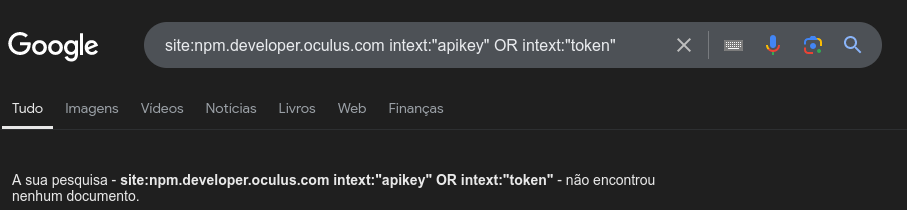 Google
site:npm.developer.oculus.com intext:"apikey" OR intext:"token"
Tudo Imagens Vídeos Notícias Livros Web Finanças
A sua pesquisa - site:npm.developer.oculus.com intext:"apikey" OR intext:"token" - não encontrou
nenhum documento.